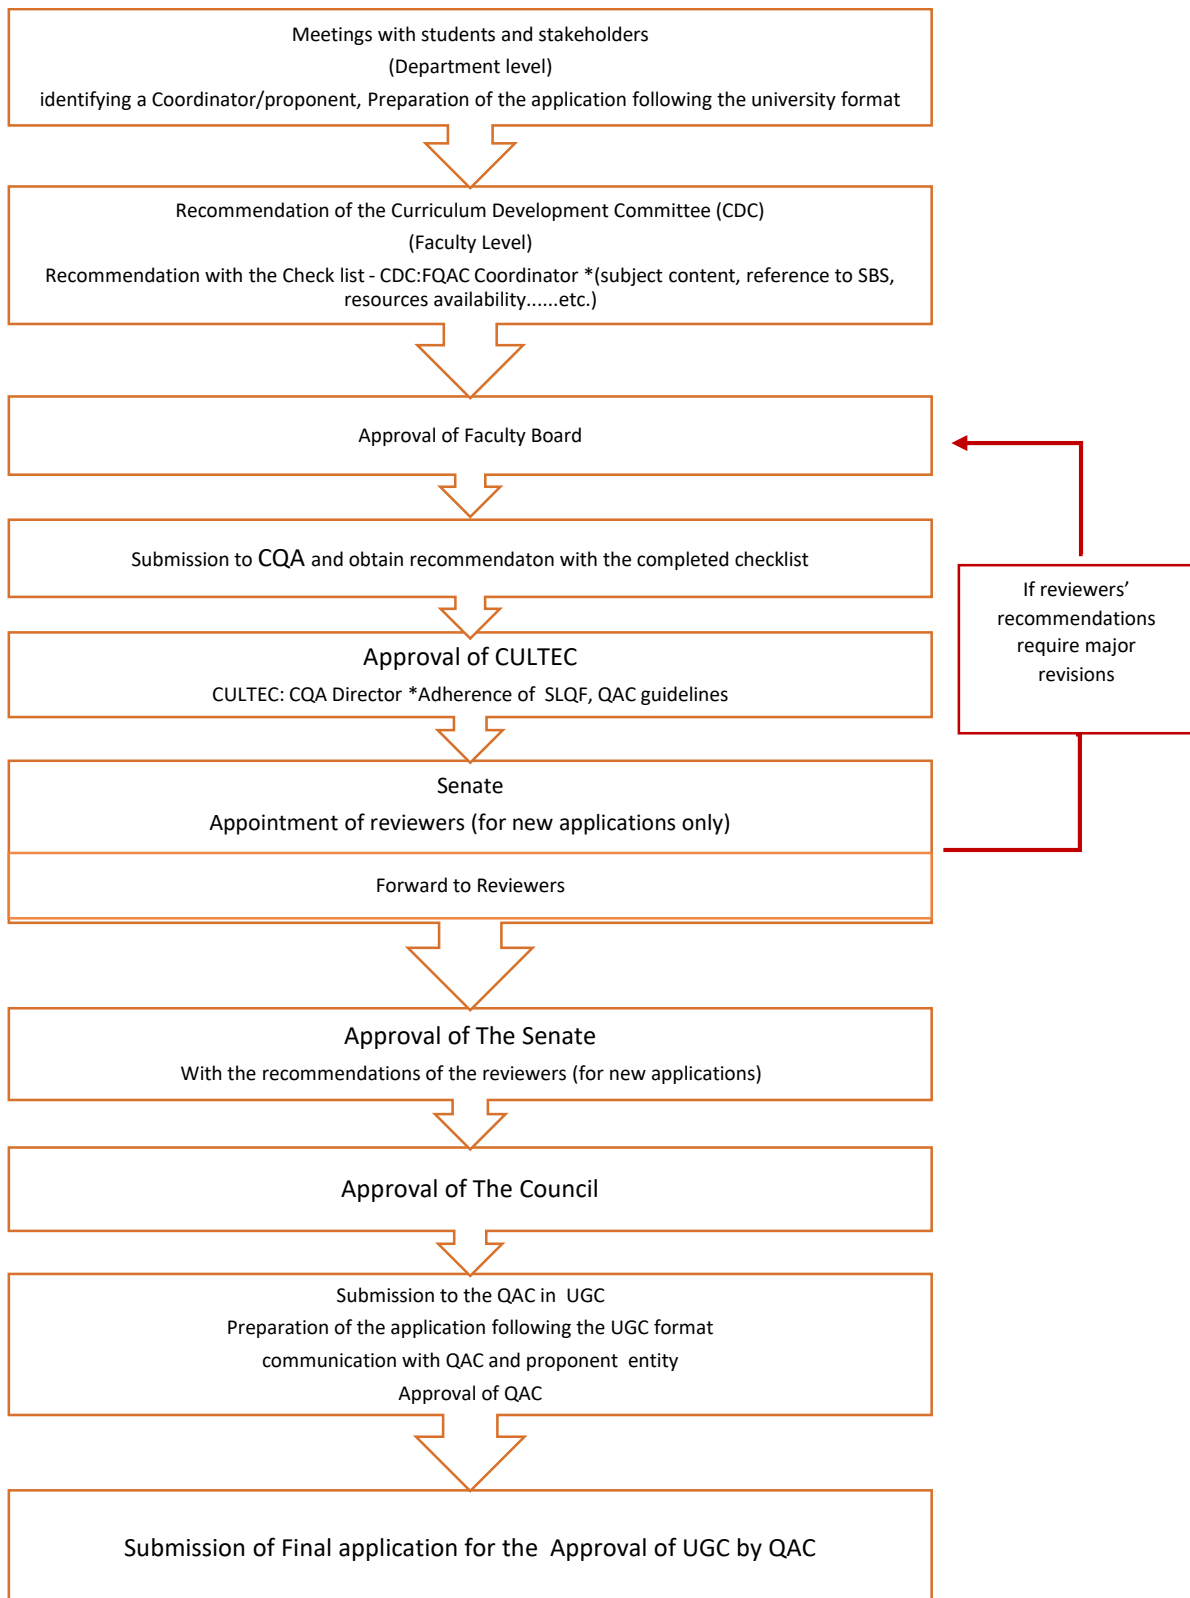 Meetings with students and stakeholders
(Department level)
identifying a Coordinator/proponent, Preparation of the application following the university format
Recommendation of the Curriculum Development Committee (CDC)
(Faculty Level)
Recommendation with the Check list - CDC:FQAC Coordinator *(subject content, reference to SBS,
resources availability......etc.)
Approval of Faculty Board
Submission to CQA and obtain recommendaton with the completed checklist
If reviewers’
recommendations
require major
revisions
Approval of CULTEC
CULTEC: CQA Director *Adherence of SLQF, QAC guidelines
Senate
Appointment of reviewers (for new applications only)
Forward to Reviewers
Approval of The Senate
With the recommendations of the reviewers (for new applications)
Approval of The Council
Submission to the QAC in UGC
Preparation of the application following the UGC format
communication with QAC and proponent entity
Approval of QAC
Submission of Final application for the Approval of UGC by QAC